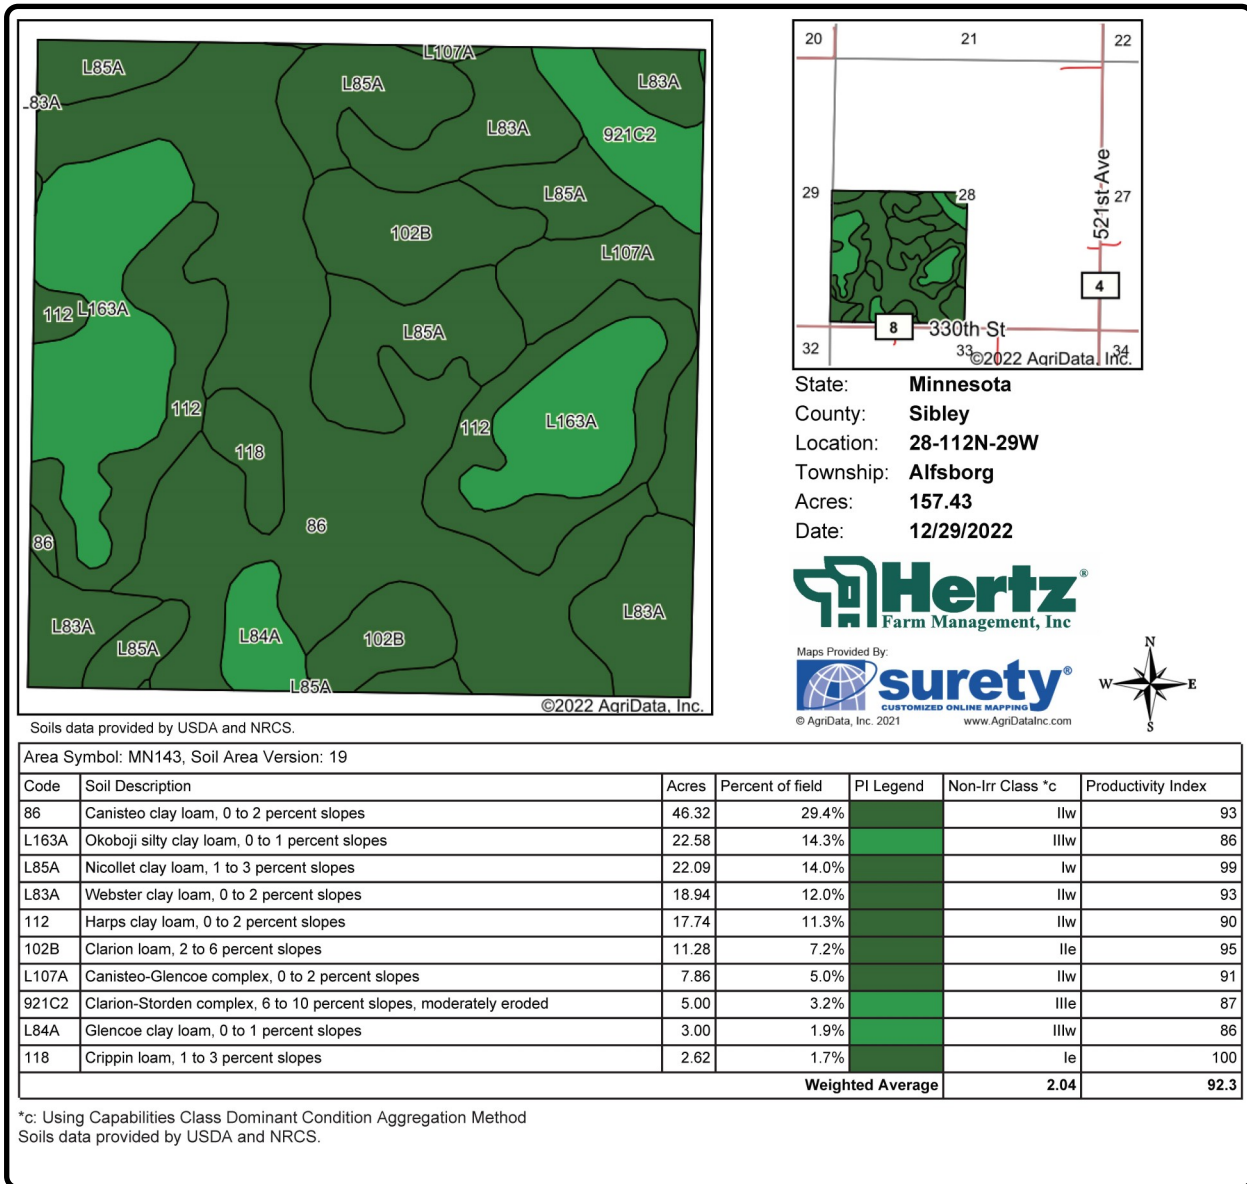 L107A
L85A
L85A
L83A
L83A
L83A
921C2
L85A
102B
L107A
112
L163A
L85A
112
112
L163A
118
86
86
L83A
L83A
L85A
L84A
102B
L85A
©2022 AgriData, Inc.
Soils data provided by USDA and NRCS.
20 21 22
29 28 27
521st Ave
4
8 330th St
32 33 34
©2022 AgriData, Inc.
State: Minnesota
County: Sibley
Location: 28-112N-29W
Township: Alfsborg
Acres: 157.43
Date: 12/29/2022
Hertz®
Farm Management, Inc
Maps Provided By:
surety®
CUSTOMIZED ONLINE MAPPING
© AgriData, Inc. 2021 www.AgriDataInc.com
N
W E
S
Area Symbol: MN143, Soil Area Version: 19
Code Soil Description Acres Percent of field PI Legend Non-Irr Class *c Productivity Index
86 Canisteo clay loam, 0 to 2 percent slopes 46.32 29.4% IIw 93
L163A Okoboji silty clay loam, 0 to 1 percent slopes 22.58 14.3% IIIw 86
L85A Nicollet clay loam, 1 to 3 percent slopes 22.09 14.0% Iw 99
L83A Webster clay loam, 0 to 2 percent slopes 18.94 12.0% IIw 93
112 Harps clay loam, 0 to 2 percent slopes 17.74 11.3% IIw 90
102B Clarion loam, 2 to 6 percent slopes 11.28 7.2% IIe 95
L107A Canisteo-Glencoe complex, 0 to 2 percent slopes 7.86 5.0% IIw 91
921C2 Clarion-Storden complex, 6 to 10 percent slopes, moderately eroded 5.00 3.2% IIIe 87
L84A Glencoe clay loam, 0 to 1 percent slopes 3.00 1.9% IIIw 86
118 Crippin loam, 1 to 3 percent slopes 2.62 1.7% Ie 100
Weighted Average 2.04 92.3
*c: Using Capabilities Class Dominant Condition Aggregation Method
Soils data provided by USDA and NRCS.